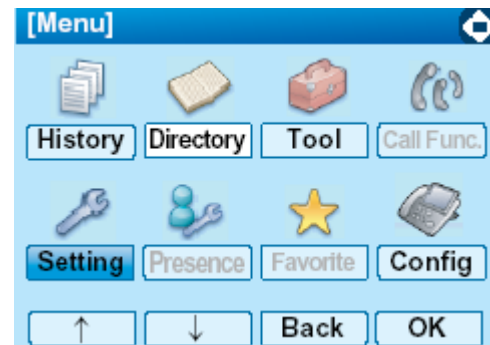 [Menu]
History Directory Tool Call Func.
Setting Presence Favorite Config
↑ ↓ Back OK